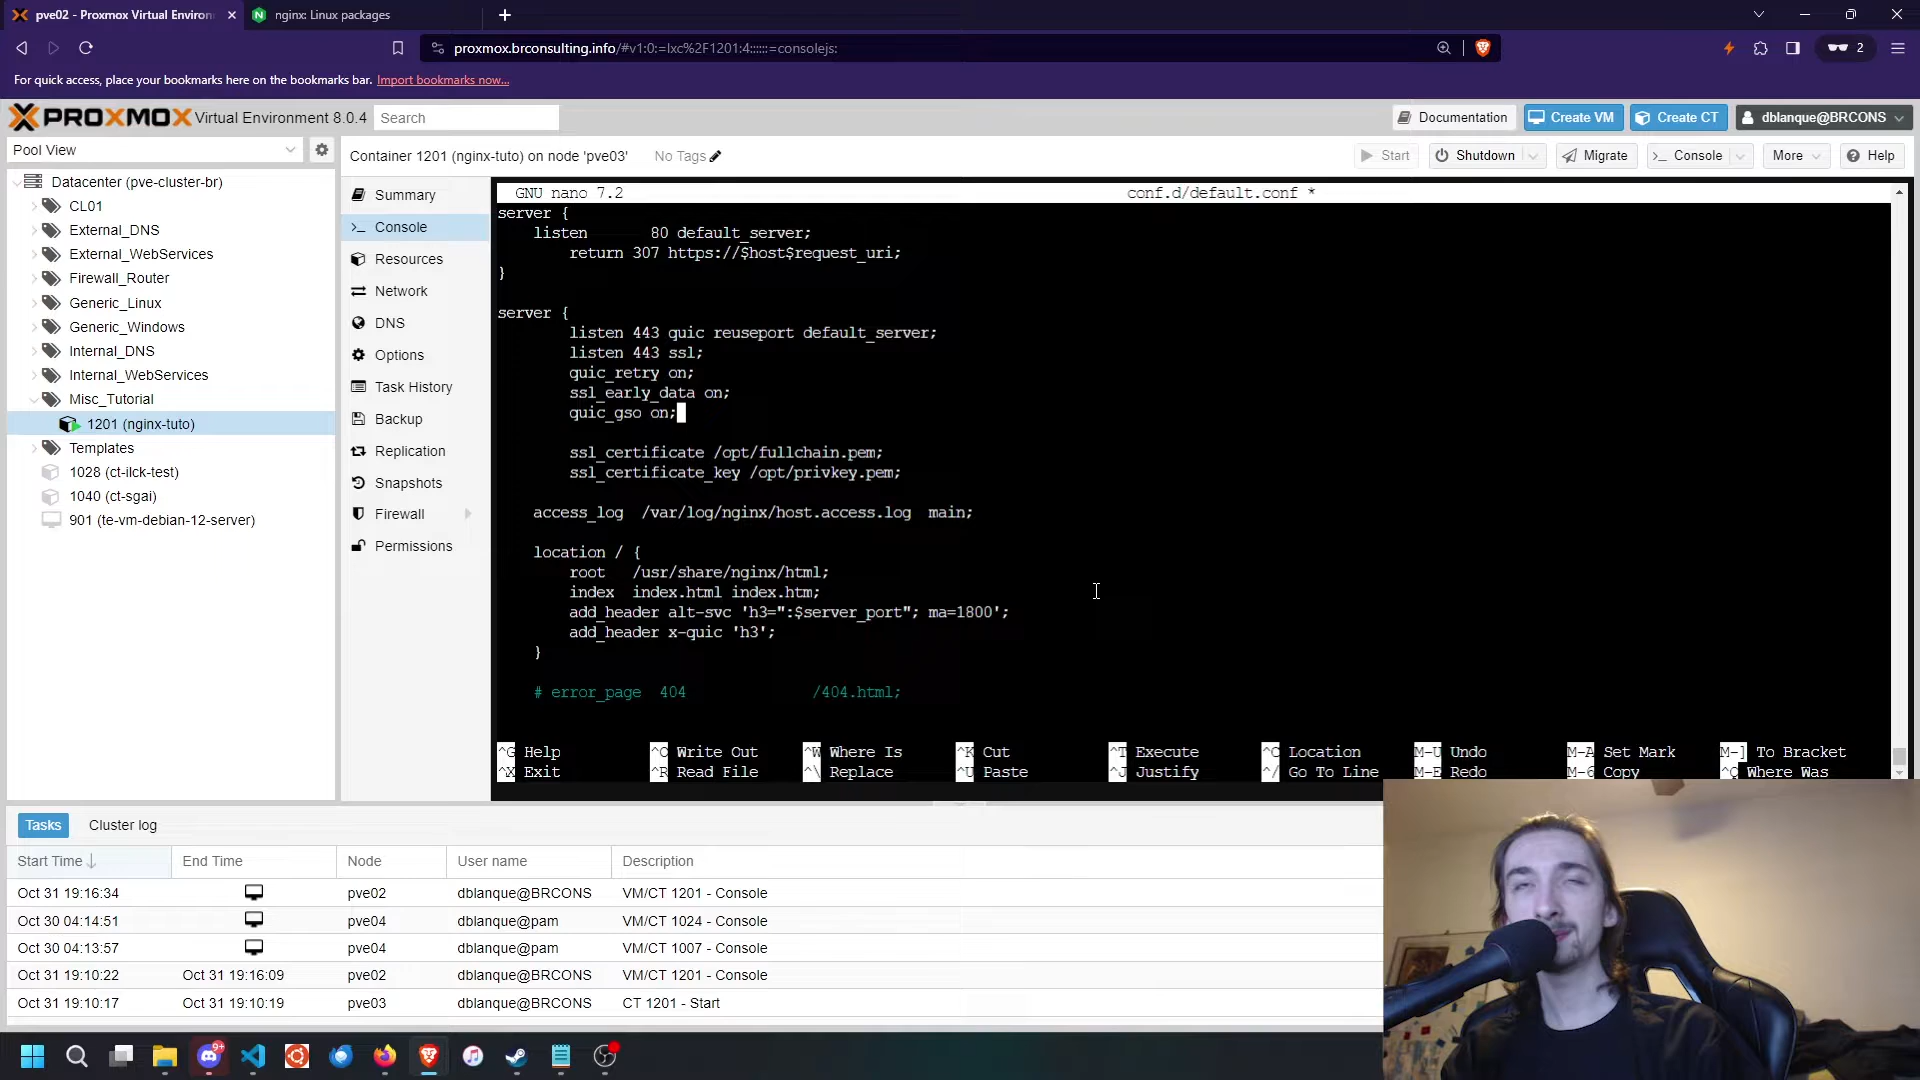 pve02 - Proxmox Virtual Environ
nginx: Linux packages
proxmox.brconsulting.info/#v1:0:=lxc%2F1201:4::::::=consolejs:
2
For quick access, place your bookmarks here on the bookmarks bar. Import bookmarks now...
PROXMOX Virtual Environment 8.0.4
Search
Documentation
Create VM
Create CT
dblanque@BRCONS
Pool View
Container 1201 (nginx-tuto) on node 'pve03'
No Tags
Start
Shutdown
Migrate
Console
More
Help
Datacenter (pve-cluster-br)
CL01
External_DNS
External_WebServices
Firewall_Router
Generic_Linux
Generic_Windows
Internal_DNS
Internal_WebServices
Misc_Tutorial
1201 (nginx-tuto)
Templates
1028 (ct-ilck-test)
1040 (ct-sgai)
901 (te-vm-debian-12-server)
Summary
Console
Resources
Network
DNS
Options
Task History
Backup
Replication
Snapshots
Firewall
Permissions
GNU nano 7.2 conf.d/default.conf *
server {
listen 80 default_server;
return 307 https://$host$request_uri;
}
server {
listen 443 quic reuseport default_server;
listen 443 ssl;
quic_retry on;
ssl_early_data on;
quic_gso on;
ssl_certificate /opt/fullchain.pem;
ssl_certificate_key /opt/privkey.pem;
access_log /var/log/nginx/host.access.log main;
location / {
root /usr/share/nginx/html;
index index.html index.htm;
add_header alt-svc 'h3=":$server_port"; ma=1800';
add_header x-quic 'h3';
}
# error_page 404 /404.html;
^G Help ^O Write Out ^W Where Is ^K Cut ^T Execute ^C Location M-U Undo M-A Set Mark M-] To Bracket
^X Exit ^R Read File ^\ Replace ^U Paste ^J Justify ^/ Go To Line M-E Redo M-6 Copy ^Q Where Was
Tasks
Cluster log
Start Time End Time Node User name Description
Oct 31 19:16:34 pve02 dblanque@BRCONS VM/CT 1201 - Console
Oct 30 04:14:51 pve04 dblanque@pam VM/CT 1024 - Console
Oct 30 04:13:57 pve04 dblanque@pam VM/CT 1007 - Console
Oct 31 19:10:22 Oct 31 19:16:09 pve02 dblanque@BRCONS VM/CT 1201 - Console
Oct 31 19:10:17 Oct 31 19:10:19 pve03 dblanque@BRCONS CT 1201 - Start
9+